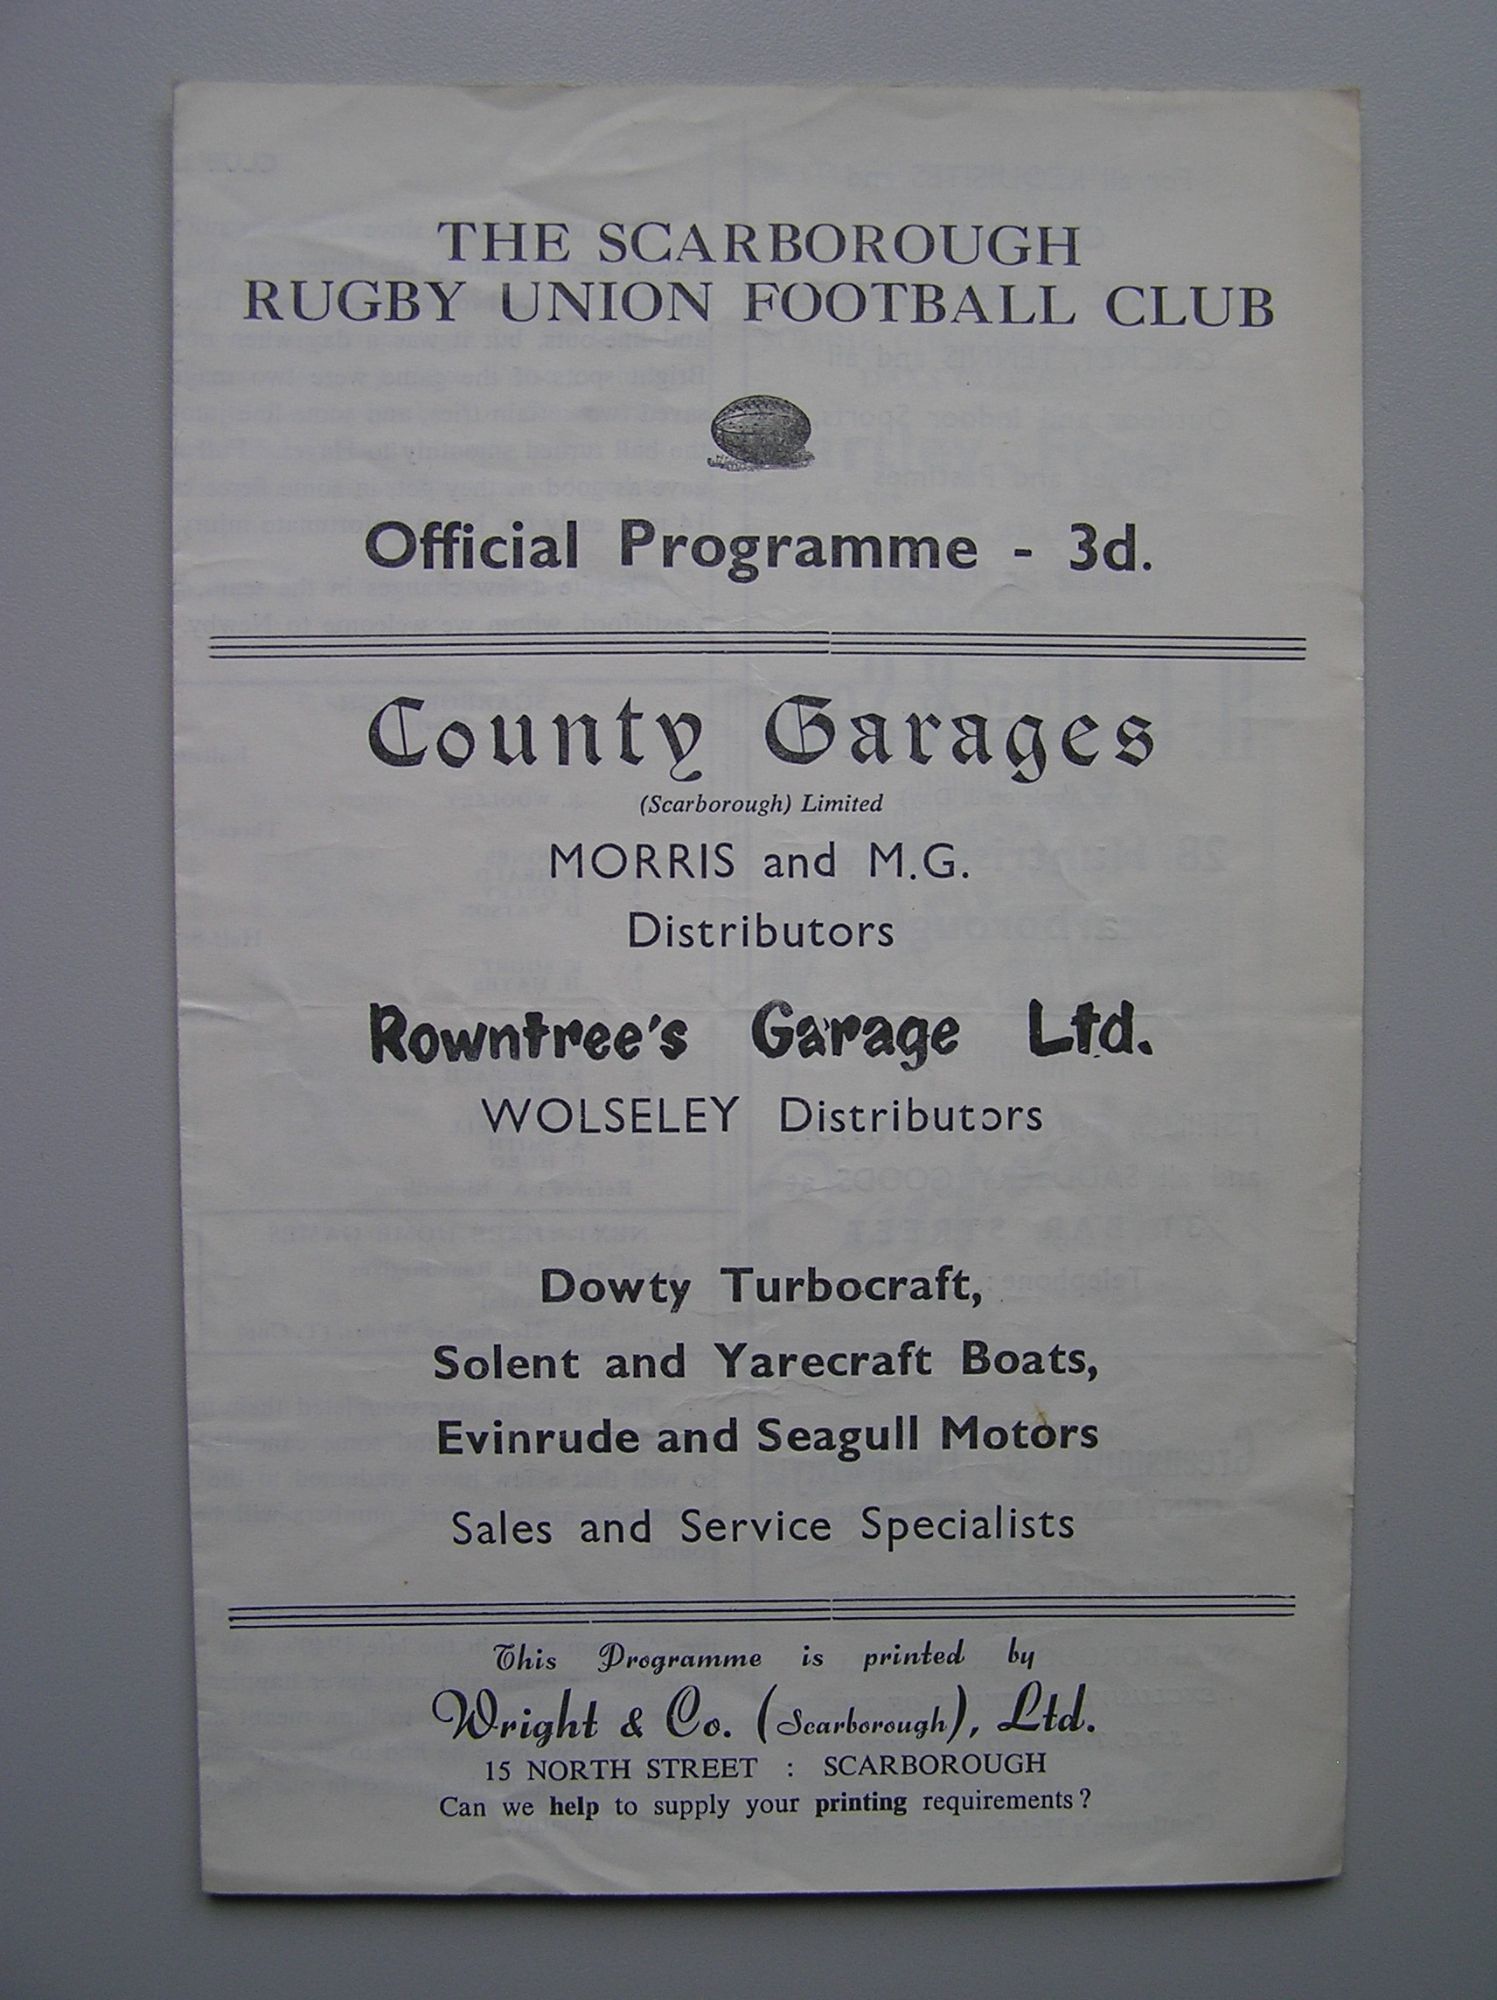 THE SCARBOROUGH
RUGBY UNION FOOTBALL CLUB
Official Programme - 3d.
County Garages
(Scarborough) Limited
MORRIS and M.G.
Distributors
Rowntree's Garage Ltd.
WOLSELEY Distributors
Dowty Turbocraft,
Solent and Yarecraft Boats,
Evinrude and Seagull Motors
Sales and Service Specialists
This Programme is printed by
Wright & Co. (Scarborough), Ltd.
15 NORTH STREET : SCARBOROUGH
Can we help to supply your printing requirements?